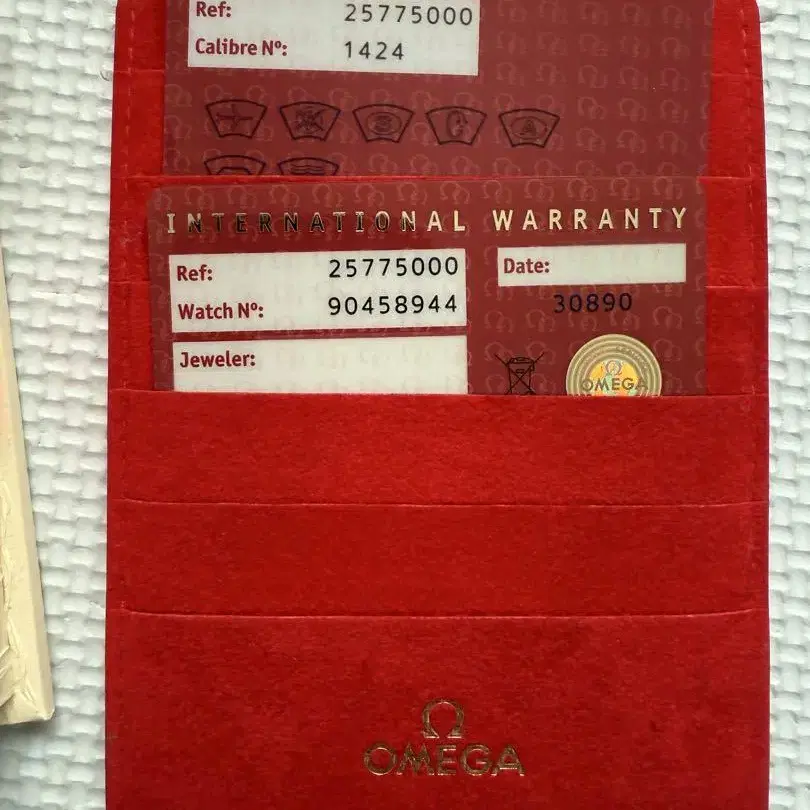 Ref: 25775000
Calibre Nº: 1424
INTERNATIONAL WARRANTY
Ref: 25775000
Date:
Watch Nº: 90458944
30890
Jeweler:
OMEGA
OMEGA